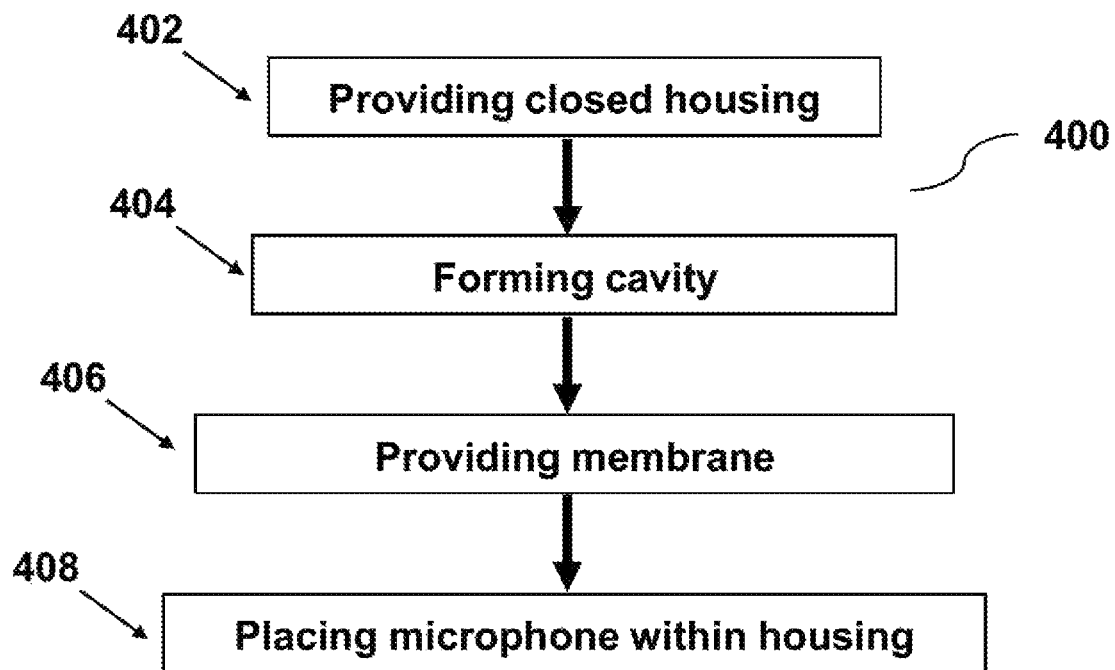 402
Providing closed housing
400
404
Forming cavity
406
Providing membrane
408
Placing microphone within housing